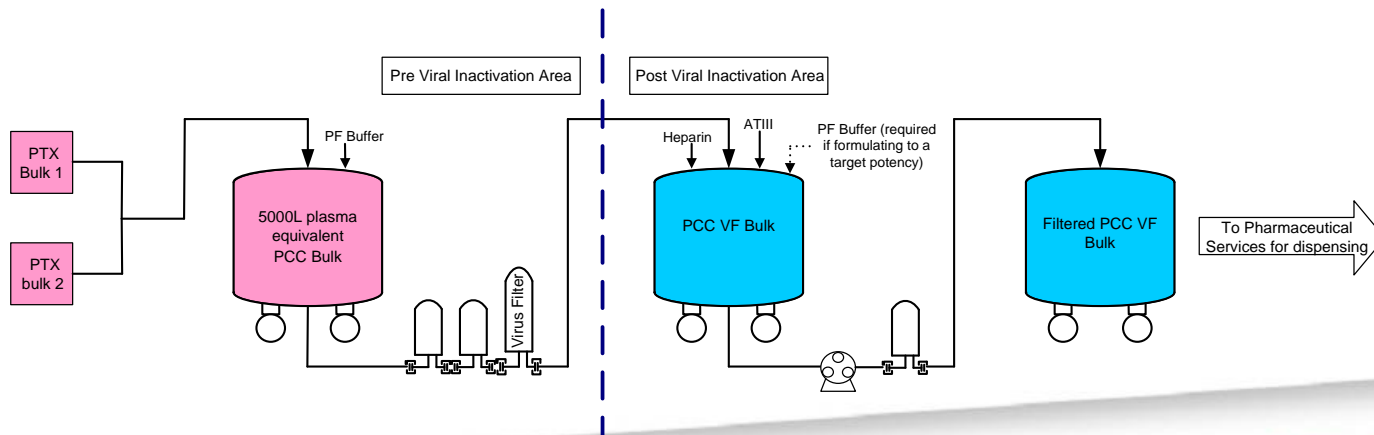 Pre Viral Inactivation Area
Post Viral Inactivation Area
PTX
Bulk 1
PTX
bulk 2
PF Buffer
5000L plasma
equivalent
PCC Bulk
Virus Filter
Heparin
ATIII
PF Buffer (required
if formulating to a
target potency)
PCC VF Bulk
Filtered PCC VF
Bulk
To Pharmaceutical
Services for dispensing